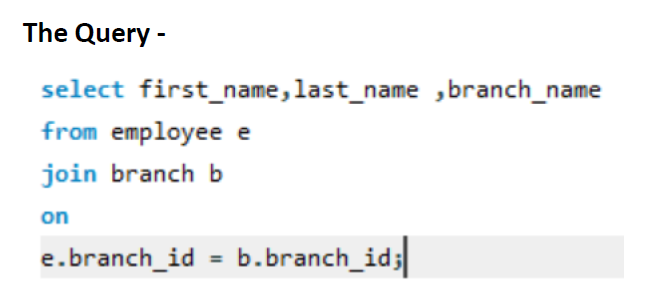 The Query -
select first_name,last_name ,branch_name
from employee e
join branch b
on
e.branch_id = b.branch_id;